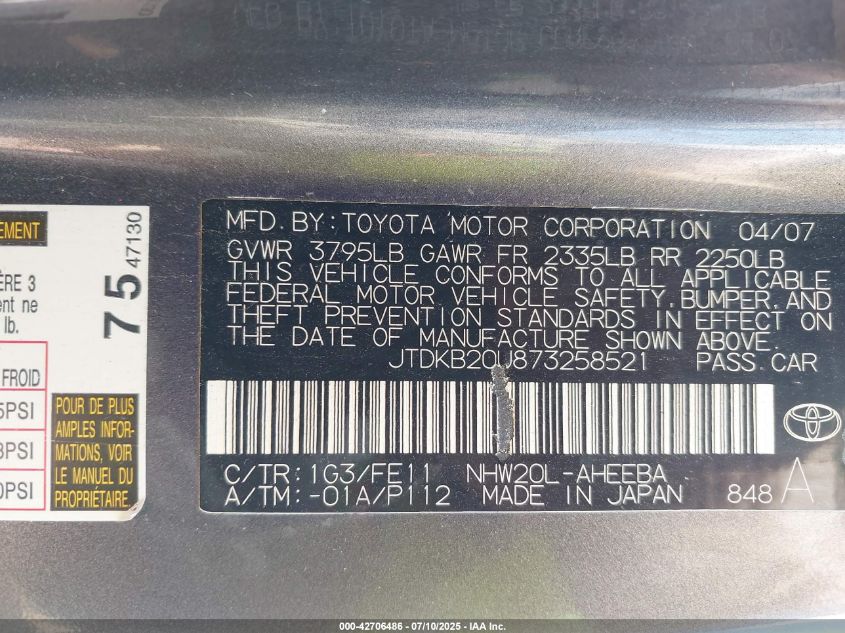 EMENT
ÈRE 3
ent ne
lb.
FROID
5PSI
3PSI
0PSI
75 47130
POUR DE PLUS
AMPLES INFOR-
MATIONS,
VOIR LE
MANUEL DU
PROPRIÉTAIRE
MFD. BY: TOYOTA MOTOR CORPORATION 04/07
GVWR 3795LB GAWR FR 2335LB RR 2250LB
THIS VEHICLE CONFORMS TO ALL APPLICABLE
FEDERAL MOTOR VEHICLE SAFETY, BUMPER, AND
THEFT PREVENTION STANDARDS IN EFFECT ON
THE DATE OF MANUFACTURE SHOWN ABOVE.
JTDKB20U873258521 PASS. CAR
C/TR: 1G3/FE11 NHW20L-AHEEBA
A/TM: -01A/P112 MADE IN JAPAN 848 A
000-42706486 - 07/10/2025 - IAA Inc.